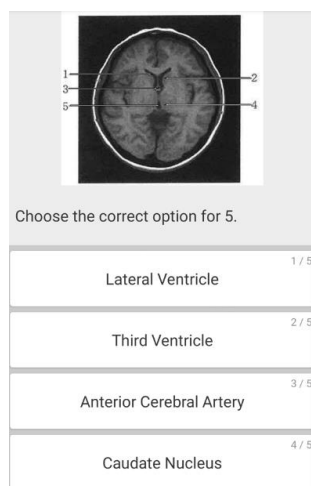 1
2
3
5
4
Choose the correct option for 5.
1 / 5
Lateral Ventricle
2 / 5
Third Ventricle
3 / 5
Anterior Cerebral Artery
4 / 5
Caudate Nucleus